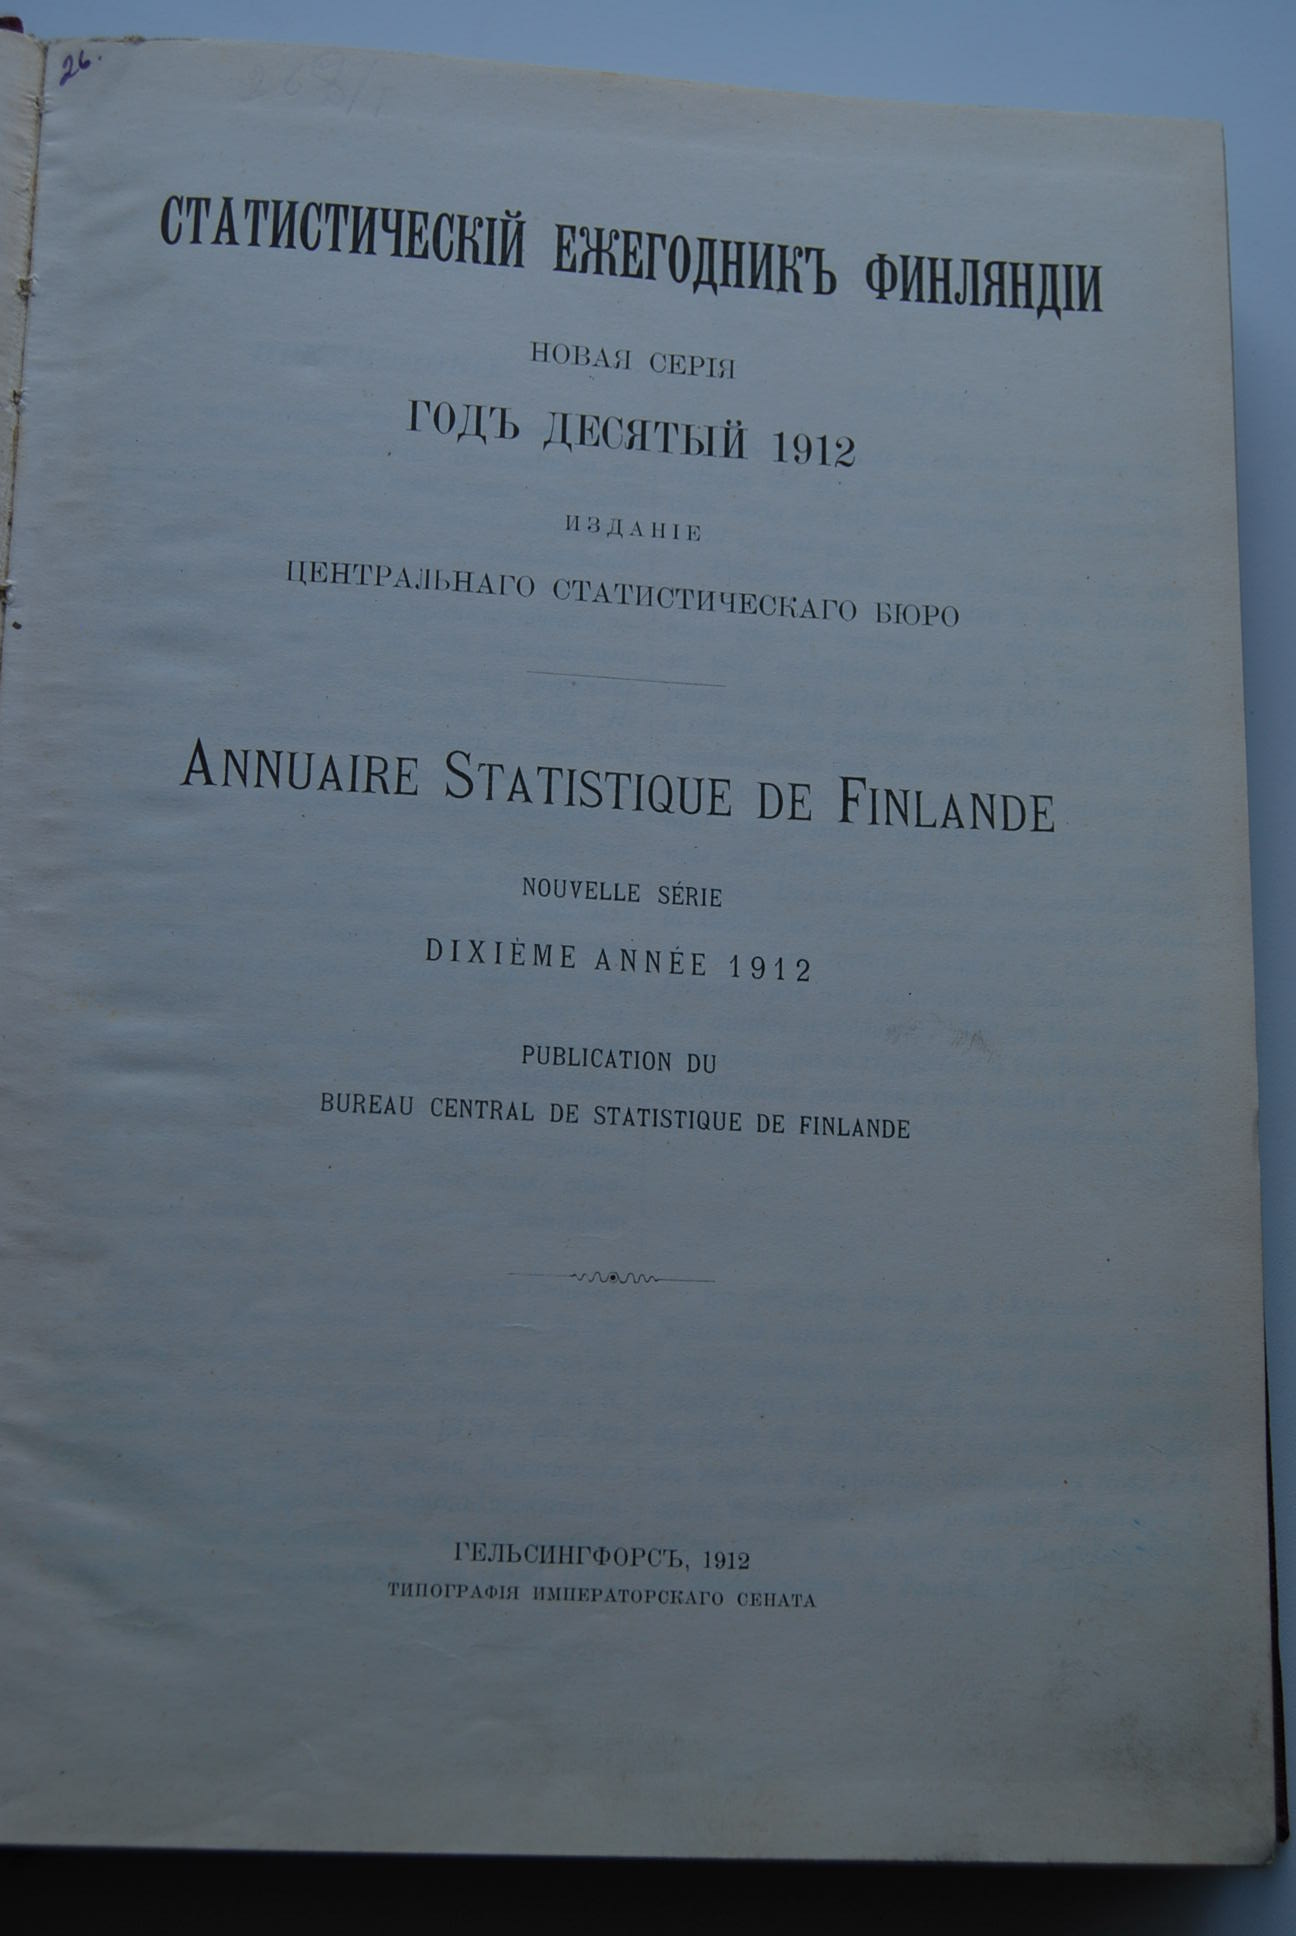 26.
СТАТИСТИЧЕСКІЙ ЕЖЕГОДНИКЪ ФИНЛЯНДІИ
НОВАЯ СЕРІЯ
ГОДЪ ДЕСЯТЫЙ 1912
ИЗДАНІЕ
ЦЕНТРАЛЬНАГО СТАТИСТИЧЕСКАГО БЮРО
ANNUAIRE STATISTIQUE DE FINLANDE
NOUVELLE SÉRIE
DIXIÈME ANNÉE 1912
PUBLICATION DU
BUREAU CENTRAL DE STATISTIQUE DE FINLANDE
ГЕЛЬСИНГФОРСЪ, 1912
ТИПОГРАФІЯ ИМПЕРАТОРСКАГО СЕНАТА